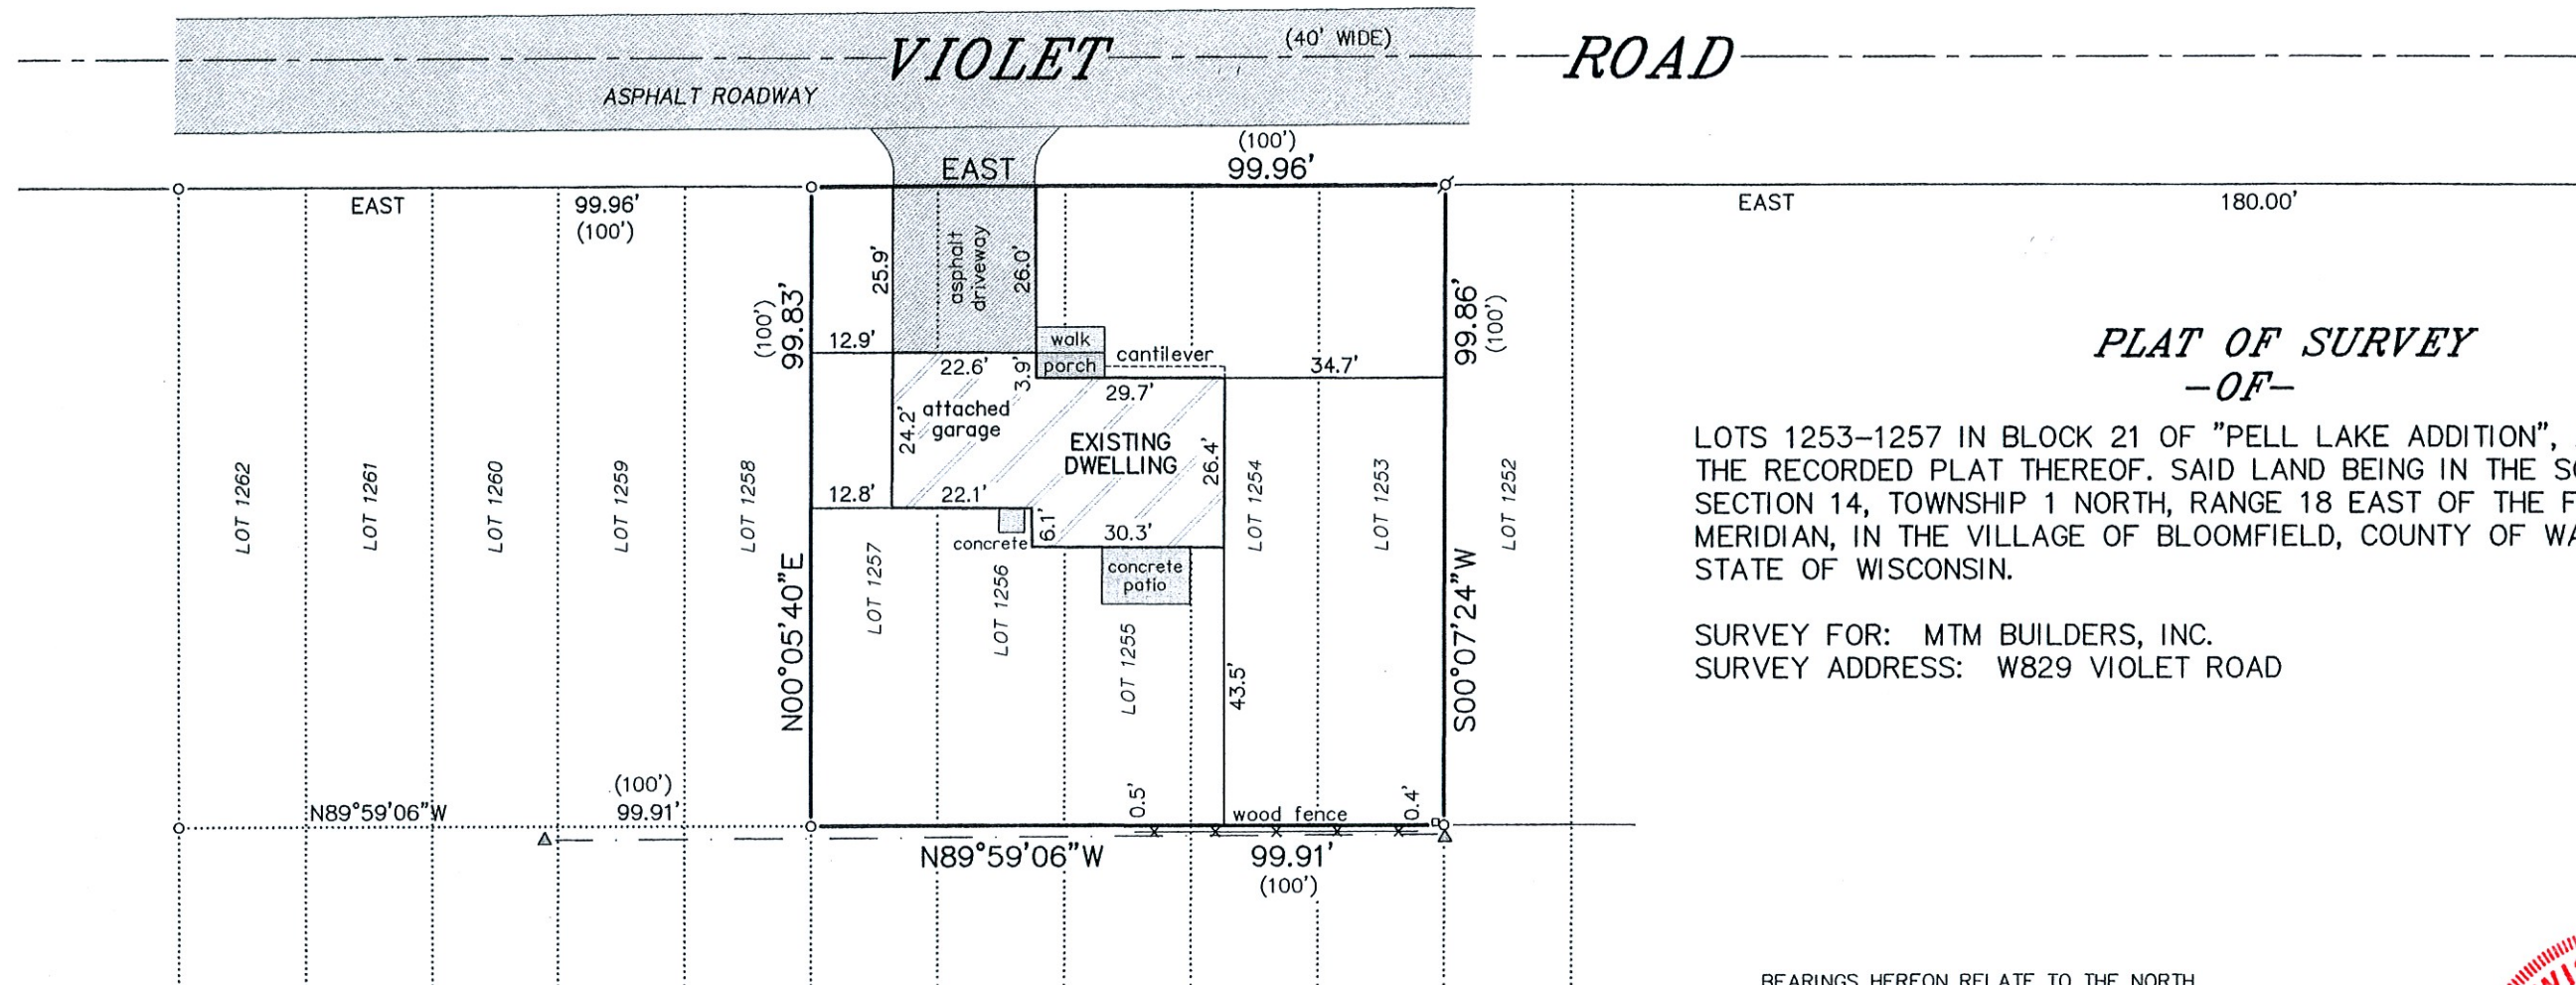 VIOLET ROAD
(40' WIDE)
ASPHALT ROADWAY
(100')
EAST 99.96'
EAST 99.96'
(100')
EAST 180.00'
25.9'
asphalt
driveway
26.0'
(100')
99.83'
N00°05'40"E
99.86'
(100')
S00°07'24"W
12.9'
walk
porch
cantilever
34.7'
22.6'
3.9'
29.7'
attached
garage
24.2'
EXISTING
DWELLING
26.4'
12.8'
22.1'
6.1'
30.3'
concrete
concrete
patio
LOT 1262
LOT 1261
LOT 1260
LOT 1259
LOT 1258
LOT 1257
LOT 1256
LOT 1255
LOT 1254
LOT 1253
LOT 1252
43.5'
0.5'
wood fence
0.4'
(100')
N89°59'06"W 99.91'
N89°59'06"W 99.91'
(100')
PLAT OF SURVEY
-OF-
LOTS 1253-1257 IN BLOCK 21 OF "PELL LAKE ADDITION",
THE RECORDED PLAT THEREOF. SAID LAND BEING IN THE
SECTION 14, TOWNSHIP 1 NORTH, RANGE 18 EAST OF THE
MERIDIAN, IN THE VILLAGE OF BLOOMFIELD, COUNTY OF
STATE OF WISCONSIN.
SURVEY FOR: MTM BUILDERS, INC.
SURVEY ADDRESS: W829 VIOLET ROAD
BEARINGS HEREON RELATE TO THE NORTH